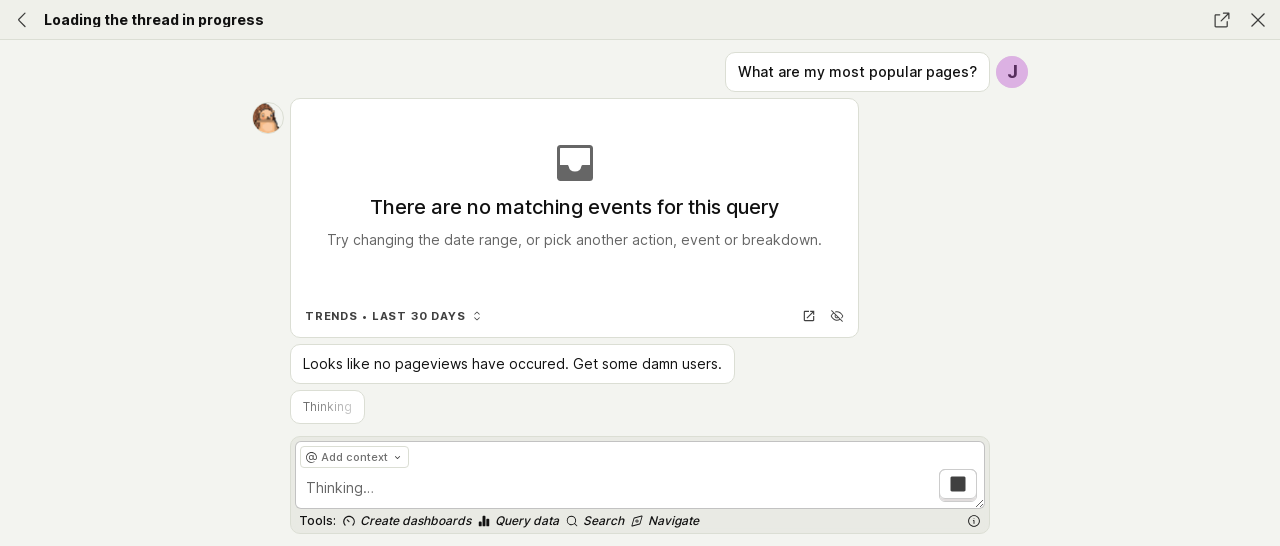 Loading the thread in progress
What are my most popular pages?
J
There are no matching events for this query
Try changing the date range, or pick another action, event or breakdown.
TRENDS • LAST 30 DAYS
Looks like no pageviews have occured. Get some damn users.
Thinking
@ Add context
Thinking…
Tools: Create dashboards Query data Search Navigate